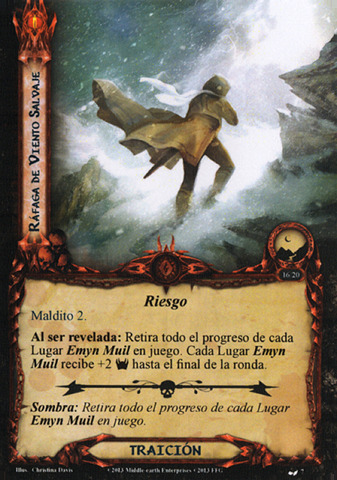 RÁFAGA DE VIENTO SALVAJE
16/20
Riesgo
Maldito 2.
Al ser revelada: Retira todo el progreso de cada
Lugar Emyn Muil en juego. Cada Lugar Emyn
Muil recibe +2 hasta el final de la ronda.
Sombra: Retira todo el progreso de cada Lugar
Emyn Muil en juego.
TRAICIÓN
Illus. Christina Davis ©2013 Middle earth Enterprises ©2013 FFG 7